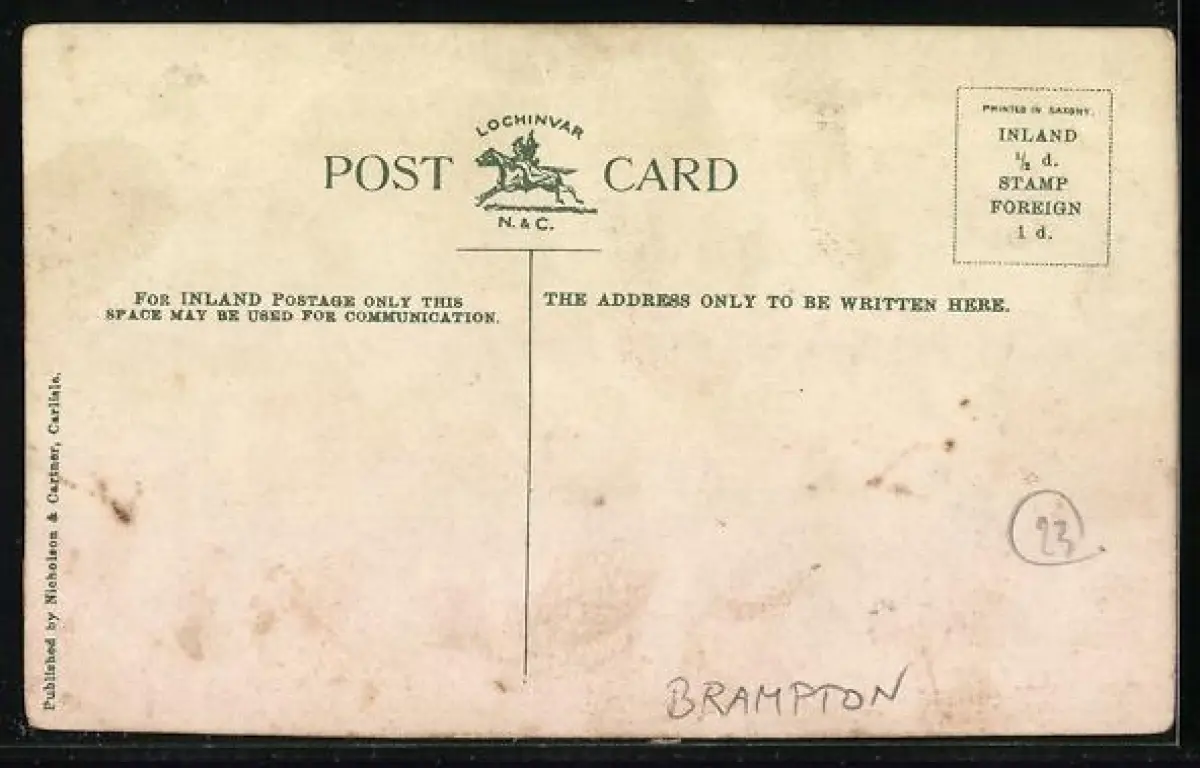 LOCHINVAR
POST CARD
N. & C.
PRINTED IN SAXONY.
INLAND
½ d.
STAMP
FOREIGN
1 d.
FOR INLAND POSTAGE ONLY THIS
SPACE MAY BE USED FOR COMMUNICATION.
THE ADDRESS ONLY TO BE WRITTEN HERE.
Published by Nicholson & Cartner, Carlisle.
23
BRAMPTON